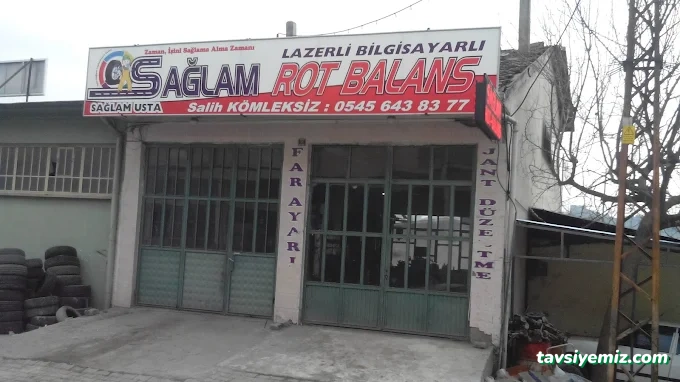 Zaman, İşini Sağlama Alma Zamanı
LAZERLİ BİLGİSAYARLI
SAĞLAM ROT BALANS
SAĞLAM USTA
Salih KÖMLEKSİZ : 0545 643 83 77
FAR AYARI
JANT DÜZELTME
tavsiyemiz.com